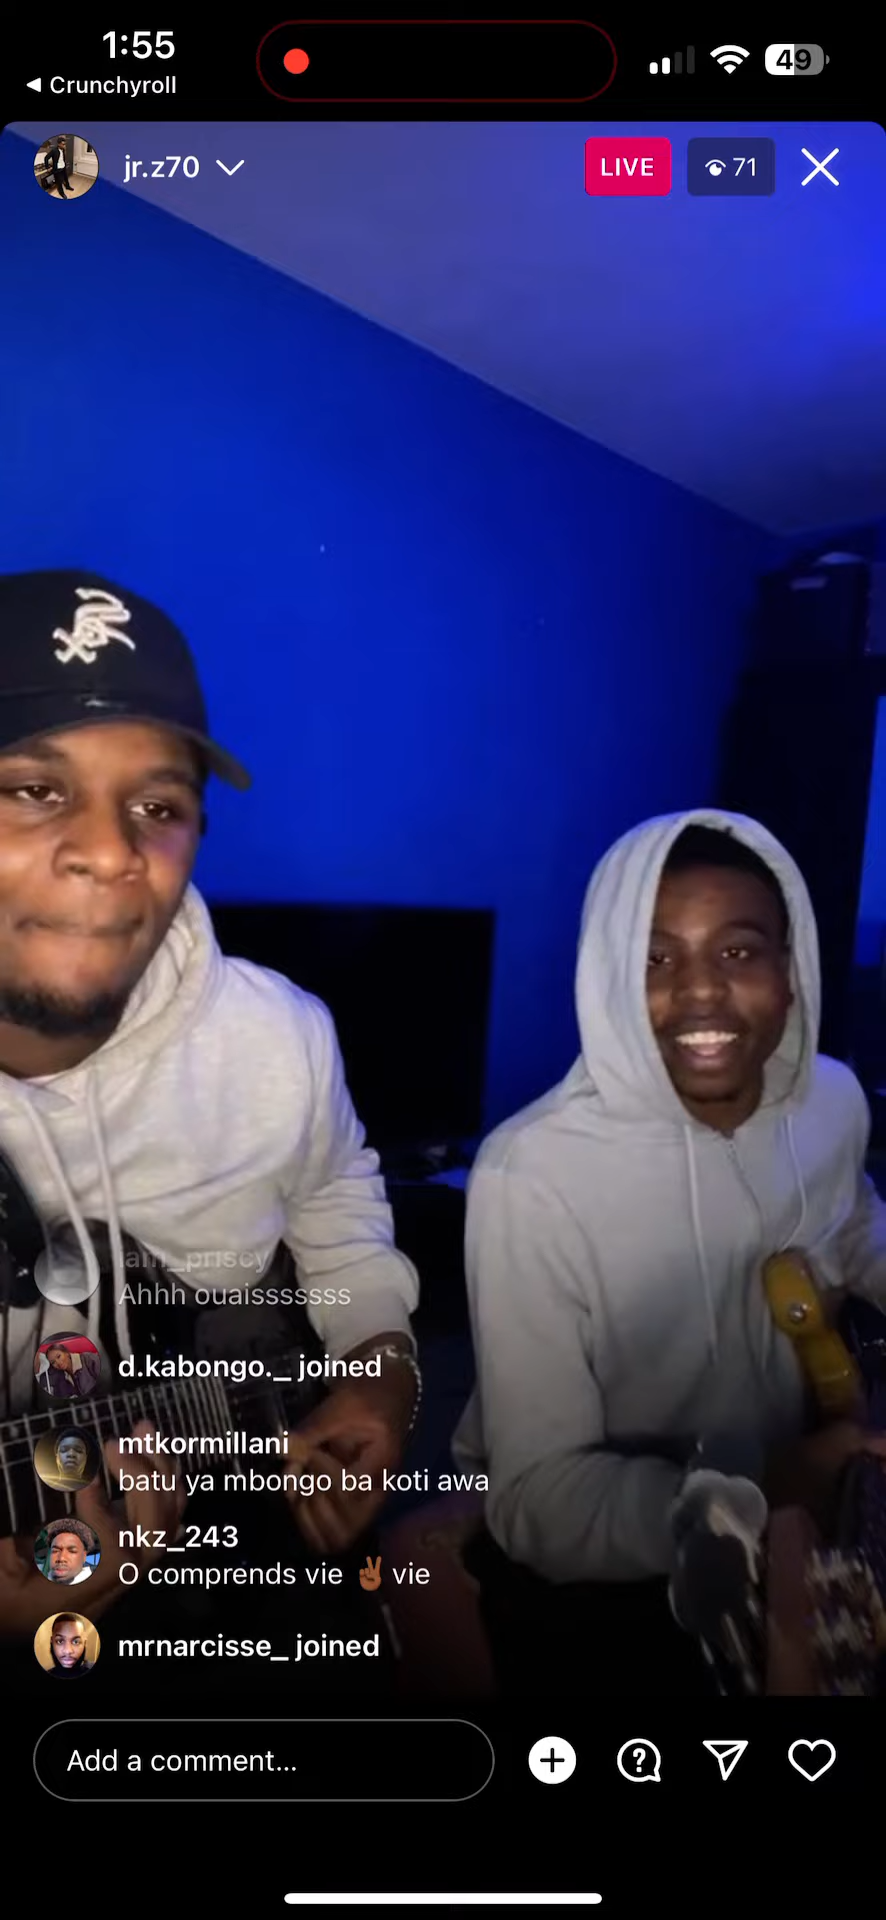 1:55
Crunchyroll
49
jr.z70
LIVE
71
iam_priscy
Ahhh ouaisssssss
d.kabongo._ joined
mtkormillani
batu ya mbongo ba koti awa
nkz_243
O comprends vie ✌🏾 vie
mrnarcisse_ joined
Add a comment...